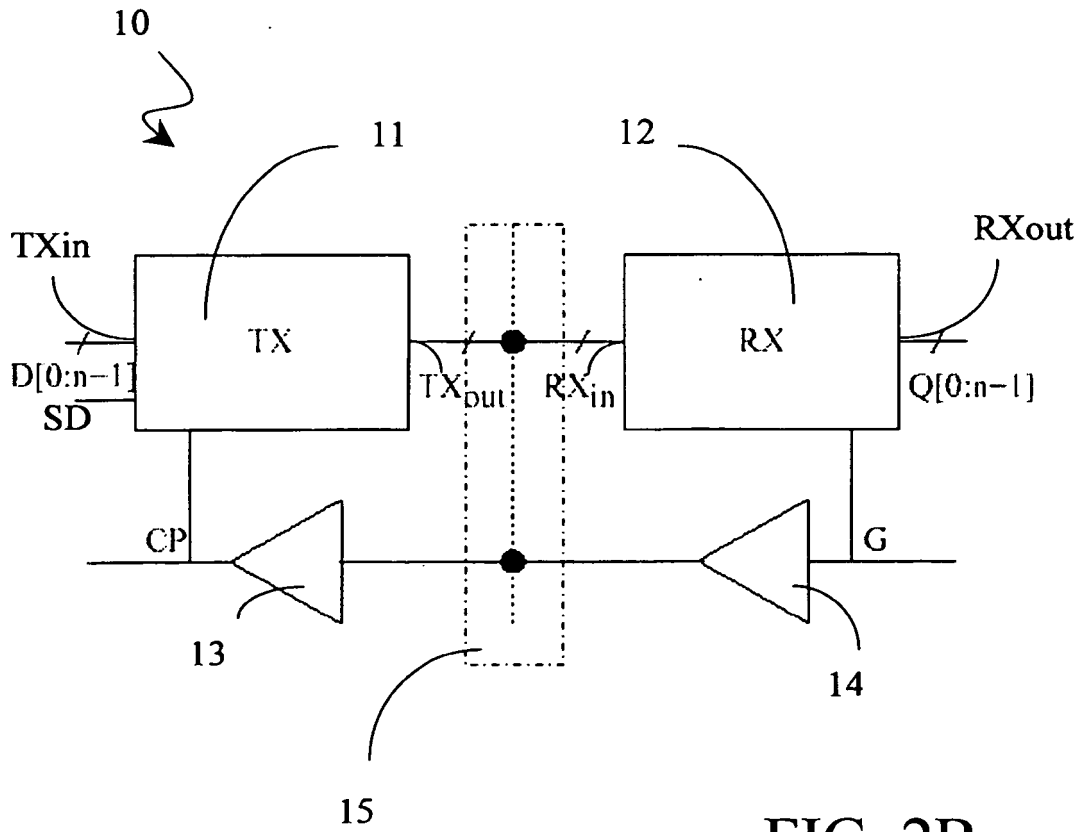 10
11
12
TXin
RXout
TX
RX
D[0:n-1]
TXout
RXin
Q[0:n-1]
SD
CP
G
13
14
15
FIG. 2B